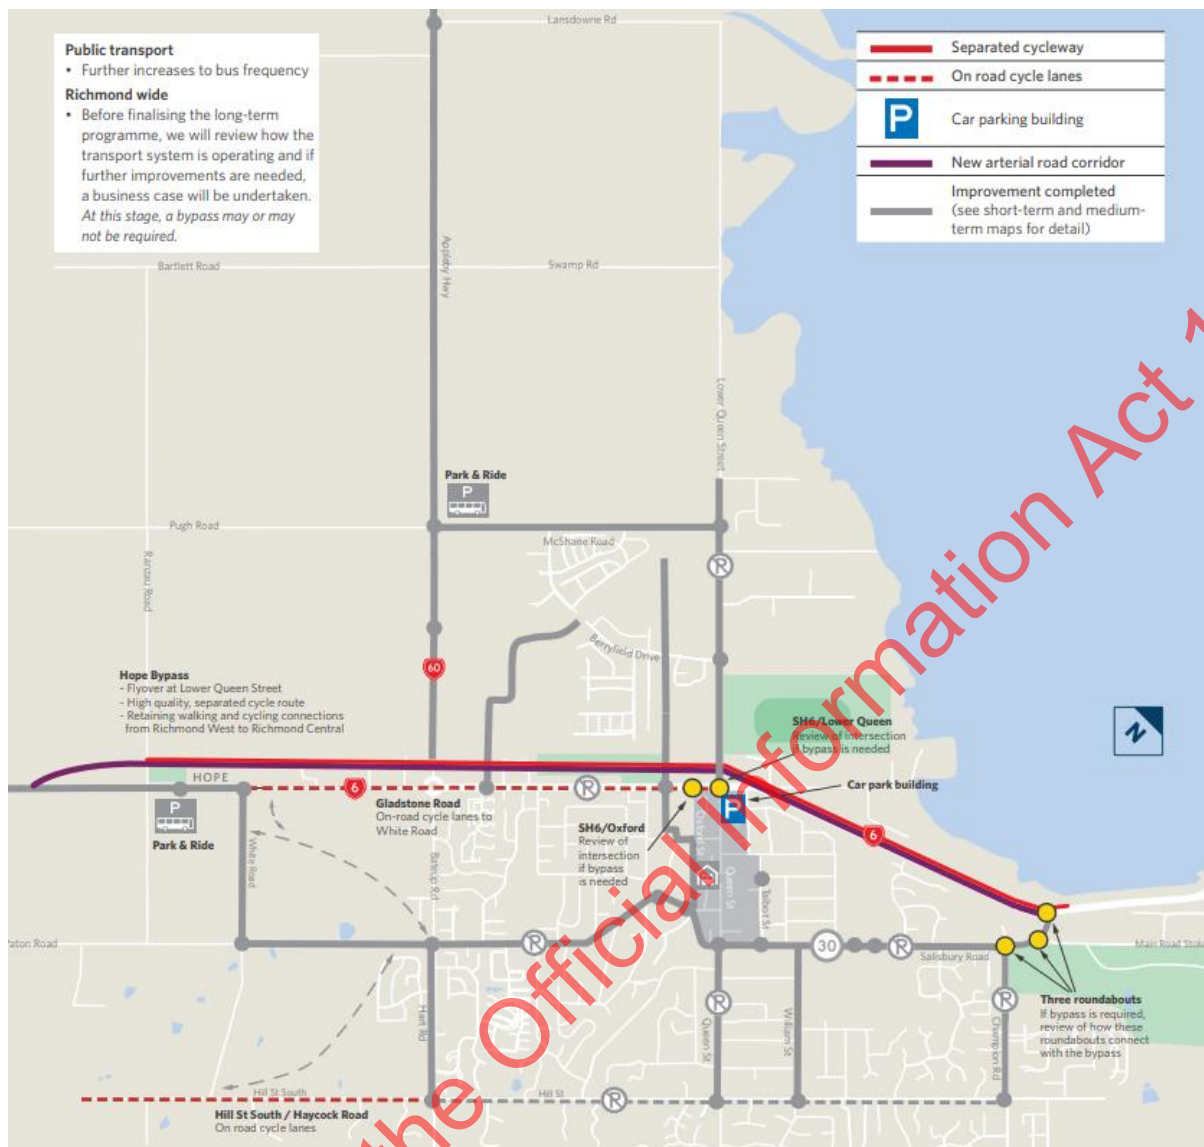 Lansdowne Rd
Public transport
• Further increases to bus frequency
Richmond wide
• Before finalising the long-term
programme, we will review how the
transport system is operating and if
further improvements are needed,
a business case will be undertaken.
At this stage, a bypass may or may
not be required.
Separated cycleway
On road cycle lanes
P
Car parking building
New arterial road corridor
Improvement completed
(see short-term and medium-
term maps for detail)
Appleby Hwy
Bartlett Road
Swamp Rd
Lower Queen Street
Park & Ride
P
Pugh Road
McShane Road
Ranzau Road
R
Berryfield Drive
60
Hope Bypass
- Flyover at Lower Queen Street
- High quality, separated cycle route
- Retaining walking and cycling connections
from Richmond West to Richmond Central
SH6/Lower Queen
Review of intersection
if bypass is needed
N
HOPE
6
R
Car park building
P
Gladstone Road
On-road cycle lanes to
White Road
P
Park & Ride
SH6/Oxford
Review of
intersection
if bypass
is needed
Oxford St
6
White Road
Bateup Rd
Queen St
Talbot St
Paton Road
R
30
R
Salisbury Road
Main Road Stoke
Three roundabouts
If bypass is required,
review of how these
roundabouts connect
with the bypass
Hart Rd
R
Queen St
William St
R
Champion Rd
Hill St South
Hill St
R
Hill St South / Haycock Road
On road cycle lanes
the Official Information Act 1